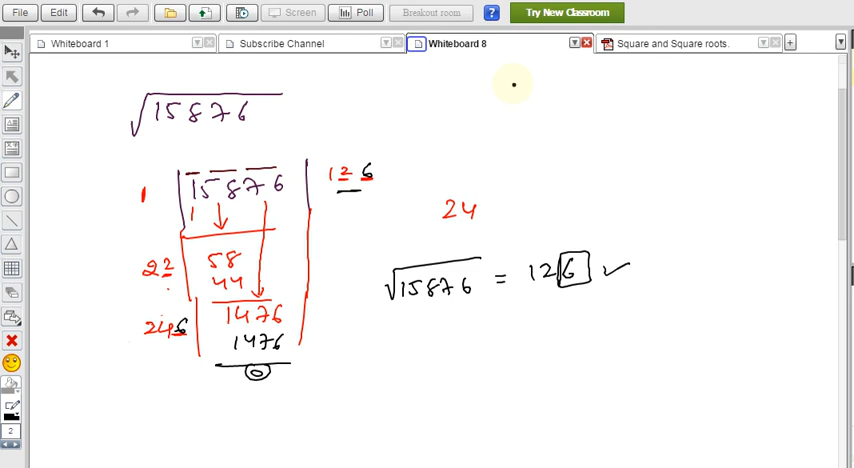 File Edit Screen Poll Breakout room ? Try New Classroom
Whiteboard 1 Subscribe Channel Whiteboard 8 Square and Square roots.
√15876
1 15876 126
1
24
22 58
44
√15876 = 126 ✓
246 1476
1476
0
2